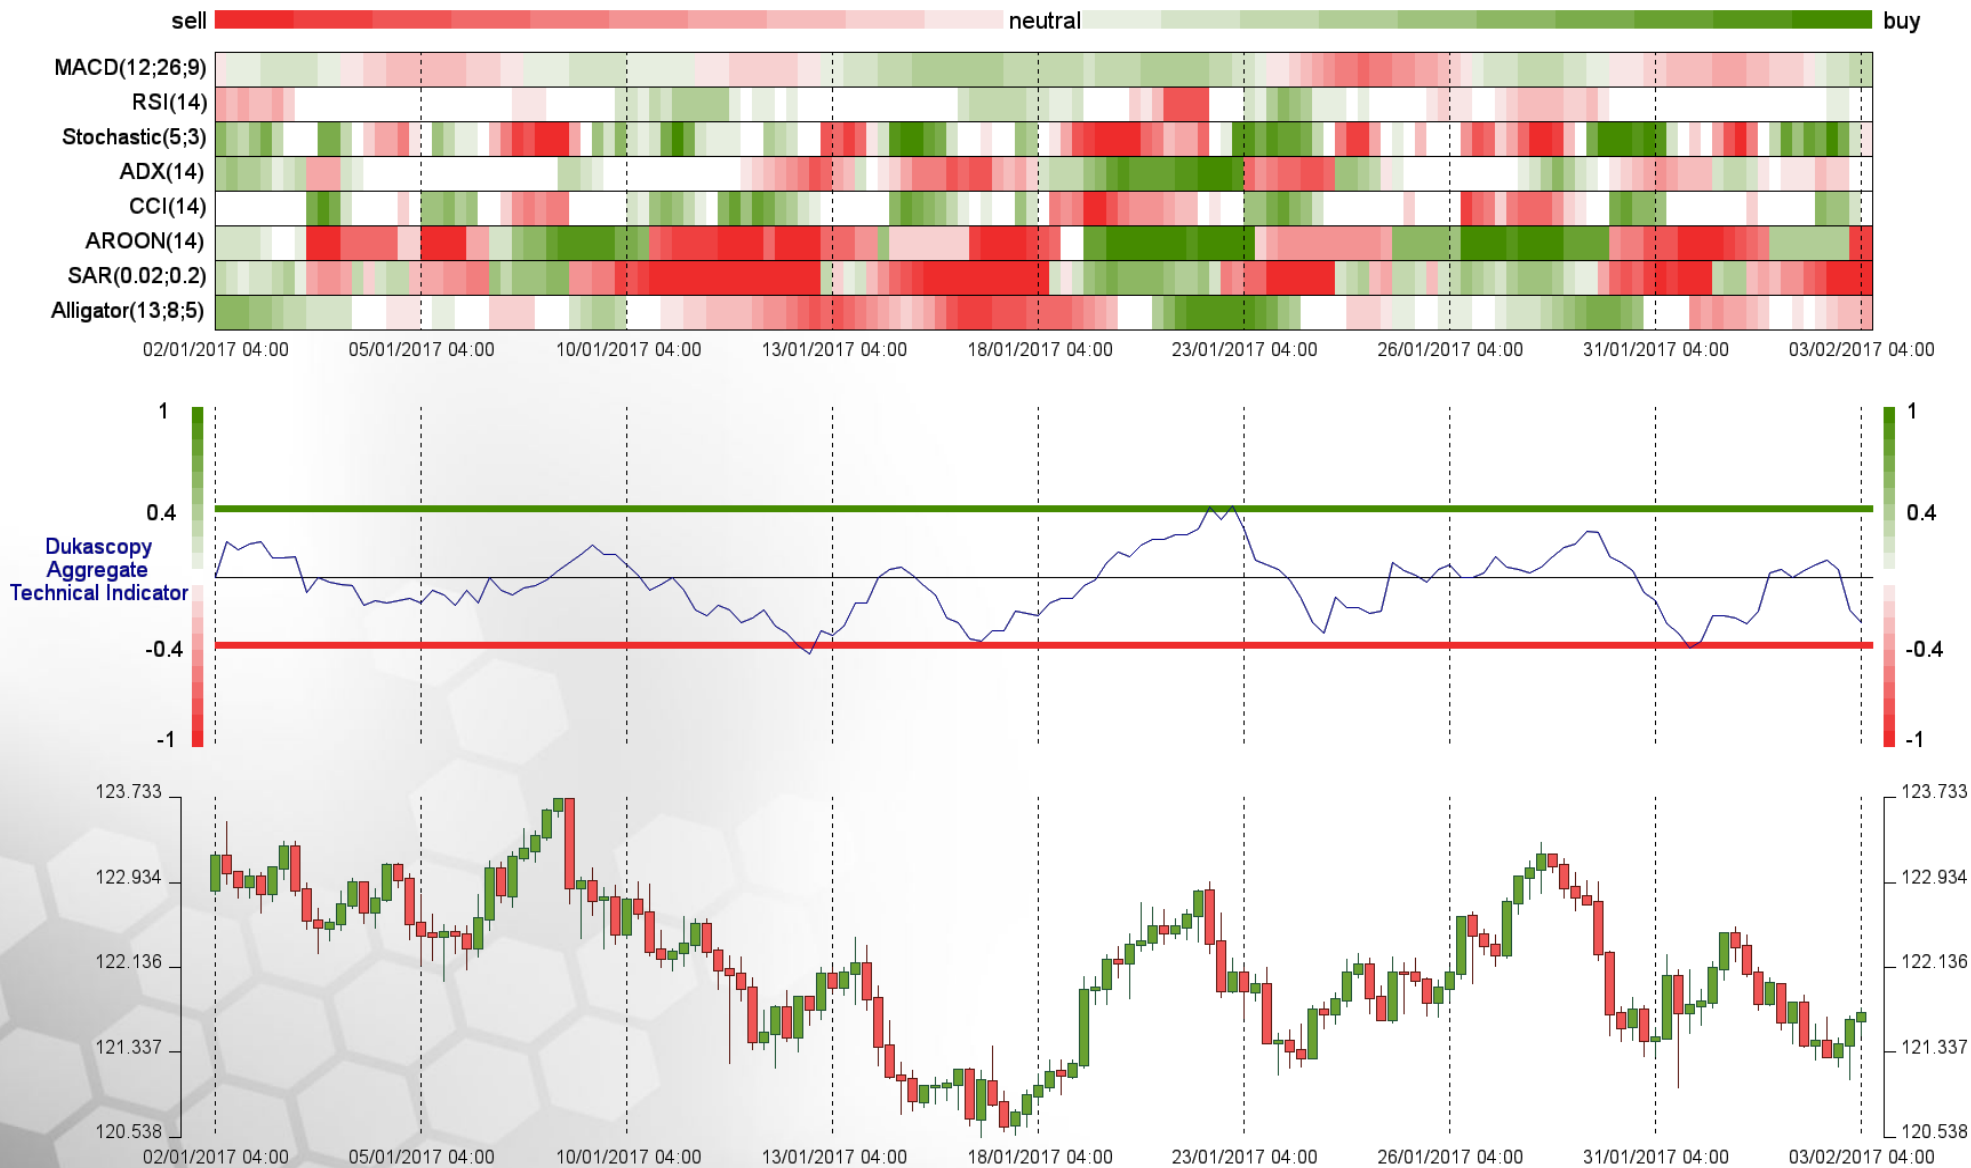 sell neutral buy
MACD(12;26;9)
RSI(14)
Stochastic(5;3)
ADX(14)
CCI(14)
AROON(14)
SAR(0.02;0.2)
Alligator(13;8;5)
02/01/2017 04:00 05/01/2017 04:00 10/01/2017 04:00 13/01/2017 04:00 18/01/2017 04:00 23/01/2017 04:00 26/01/2017 04:00 31/01/2017 04:00 03/02/2017 04:00
1 1
0.4 0.4
Dukascopy
Aggregate
Technical Indicator
-0.4 -0.4
-1 -1
123.733 123.733
122.934 122.934
122.136 122.136
121.337 121.337
120.538 120.538
02/01/2017 04:00 05/01/2017 04:00 10/01/2017 04:00 13/01/2017 04:00 18/01/2017 04:00 23/01/2017 04:00 26/01/2017 04:00 31/01/2017 04:00 03/02/2017 04:00